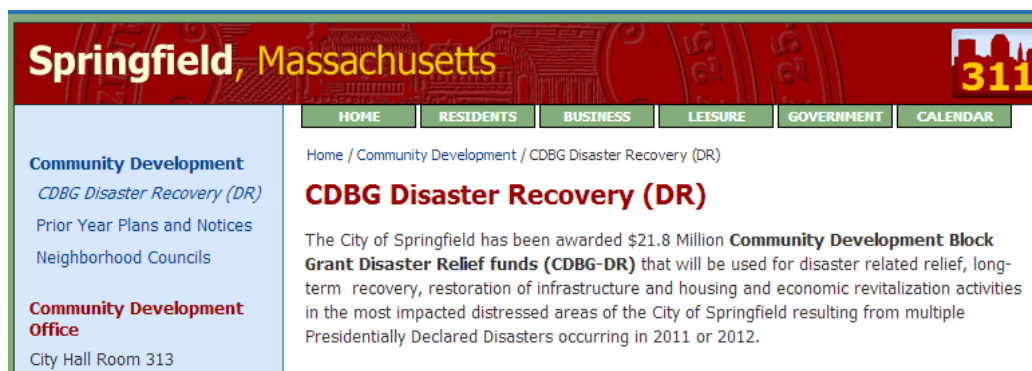 Springfield, Massachusetts
311
HOME RESIDENTS BUSINESS LEISURE GOVERNMENT CALENDAR
Community Development
CDBG Disaster Recovery (DR)
Prior Year Plans and Notices
Neighborhood Councils
Community Development
Office
City Hall Room 313
Home / Community Development / CDBG Disaster Recovery (DR)
CDBG Disaster Recovery (DR)
The City of Springfield has been awarded $21.8 Million Community Development Block
Grant Disaster Relief funds (CDBG-DR) that will be used for disaster related relief, long-
term recovery, restoration of infrastructure and housing and economic revitalization activities
in the most impacted distressed areas of the City of Springfield resulting from multiple
Presidentially Declared Disasters occurring in 2011 or 2012.